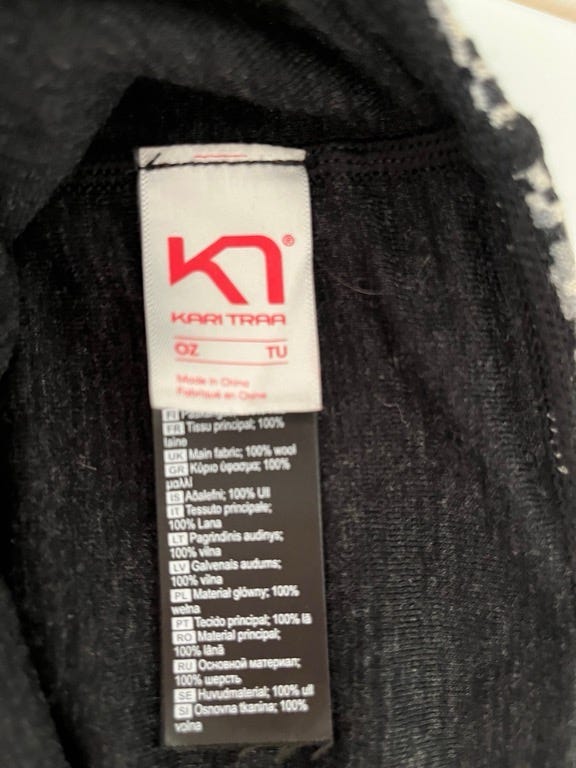 KN®
KARI TRAA
OZ TU
Made in China
Fabriqué en Chine
FI
FR Tissu principal; 100%
laine
UK Main fabric; 100% wool
GR Κύριο ύφασμα; 100%
μαλλί
IS Aðalefni; 100% Ull
IT Tessuto principale;
100% Lana
LT Pagrindinis audinys;
100% vilna
LV Galvenais audums;
100% vilna
PL Materiał główny; 100%
wełna
PT Tecido principal; 100% lã
RO Material principal;
100% lână
RU Основной материал;
100% шерсть
SE Huvudmaterial; 100% ull
SI Osnovna tkanina; 100%
volna